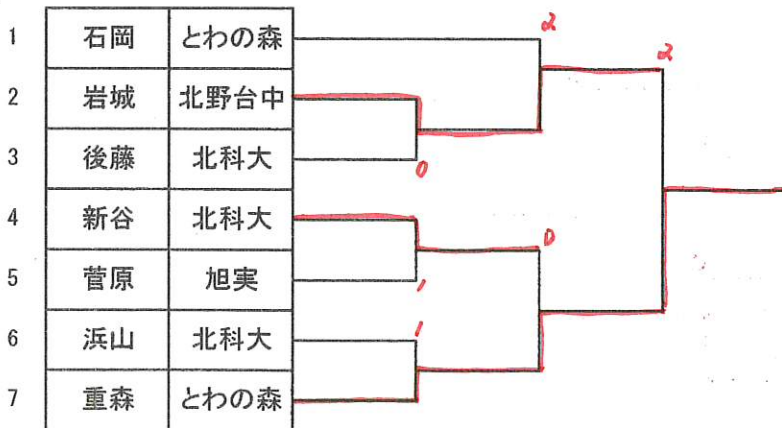 1 石岡 とわの森 2 2
2 岩城 北野台中
3 後藤 北科大 0
4 新谷 北科大 0
5 菅原 旭実 1
6 浜山 北科大 1
7 重森 とわの森